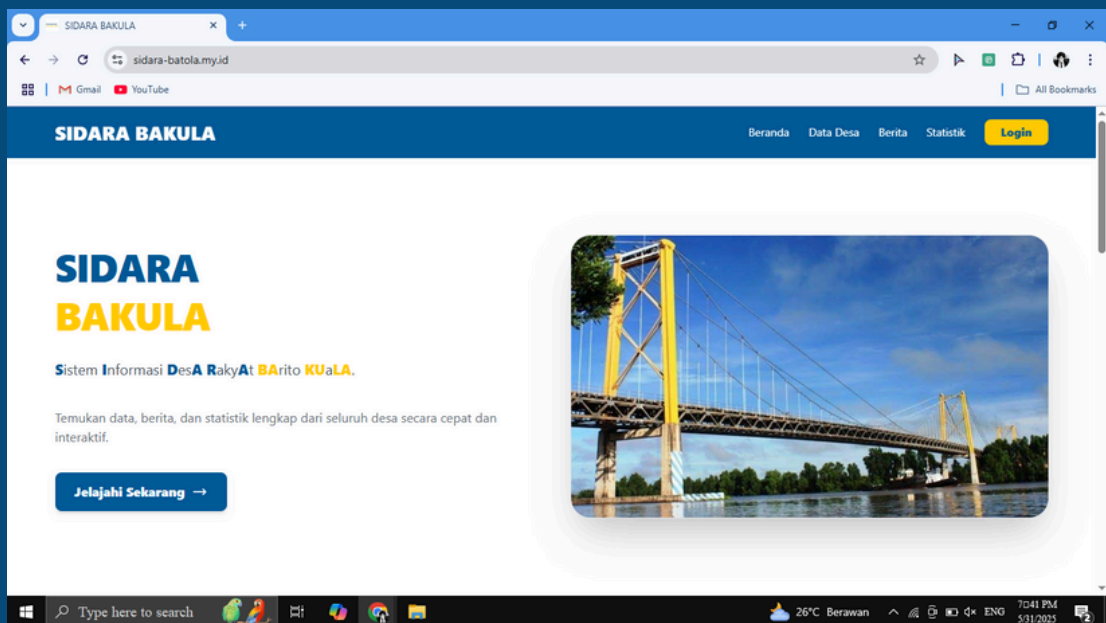 SIDARA BAKULA
sidara-batola.my.id
Gmail YouTube All Bookmarks
SIDARA BAKULA Beranda Data Desa Berita Statistik Login
SIDARA
BAKULA
Sistem Informasi DesA RakyAt BArito KUaLA.
Temukan data, berita, dan statistik lengkap dari seluruh desa secara cepat dan
interaktif.
Jelajahi Sekarang →
Type here to search 26°C Berawan ENG 7□41 PM
5/31/2025